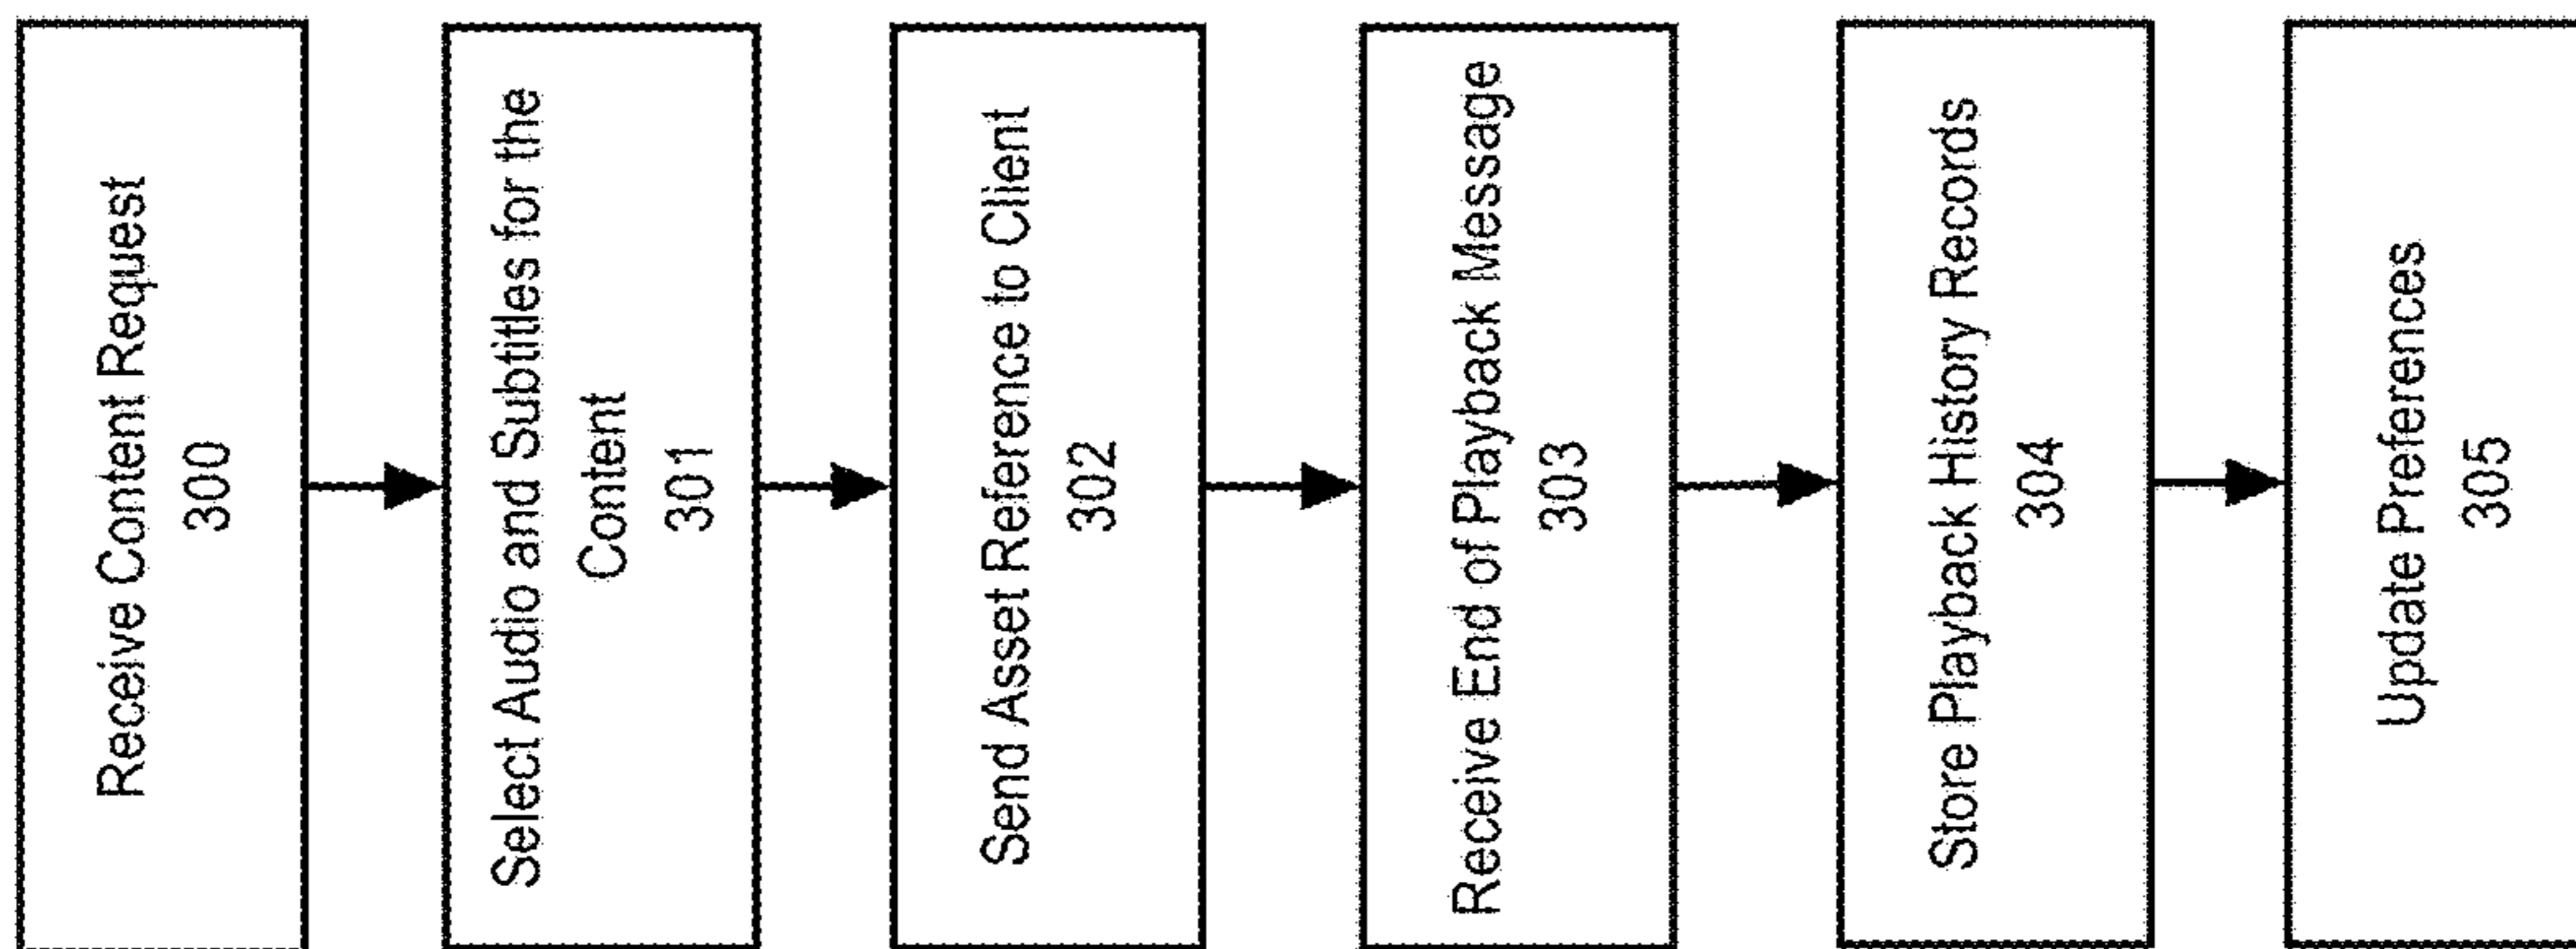 Receive Content Request
300
Select Audio and Subtitles for the
Content
301
Send Asset Reference to Client
302
Receive End of Playback Message
303
Store Playback History Records
304
Update Preferences
305